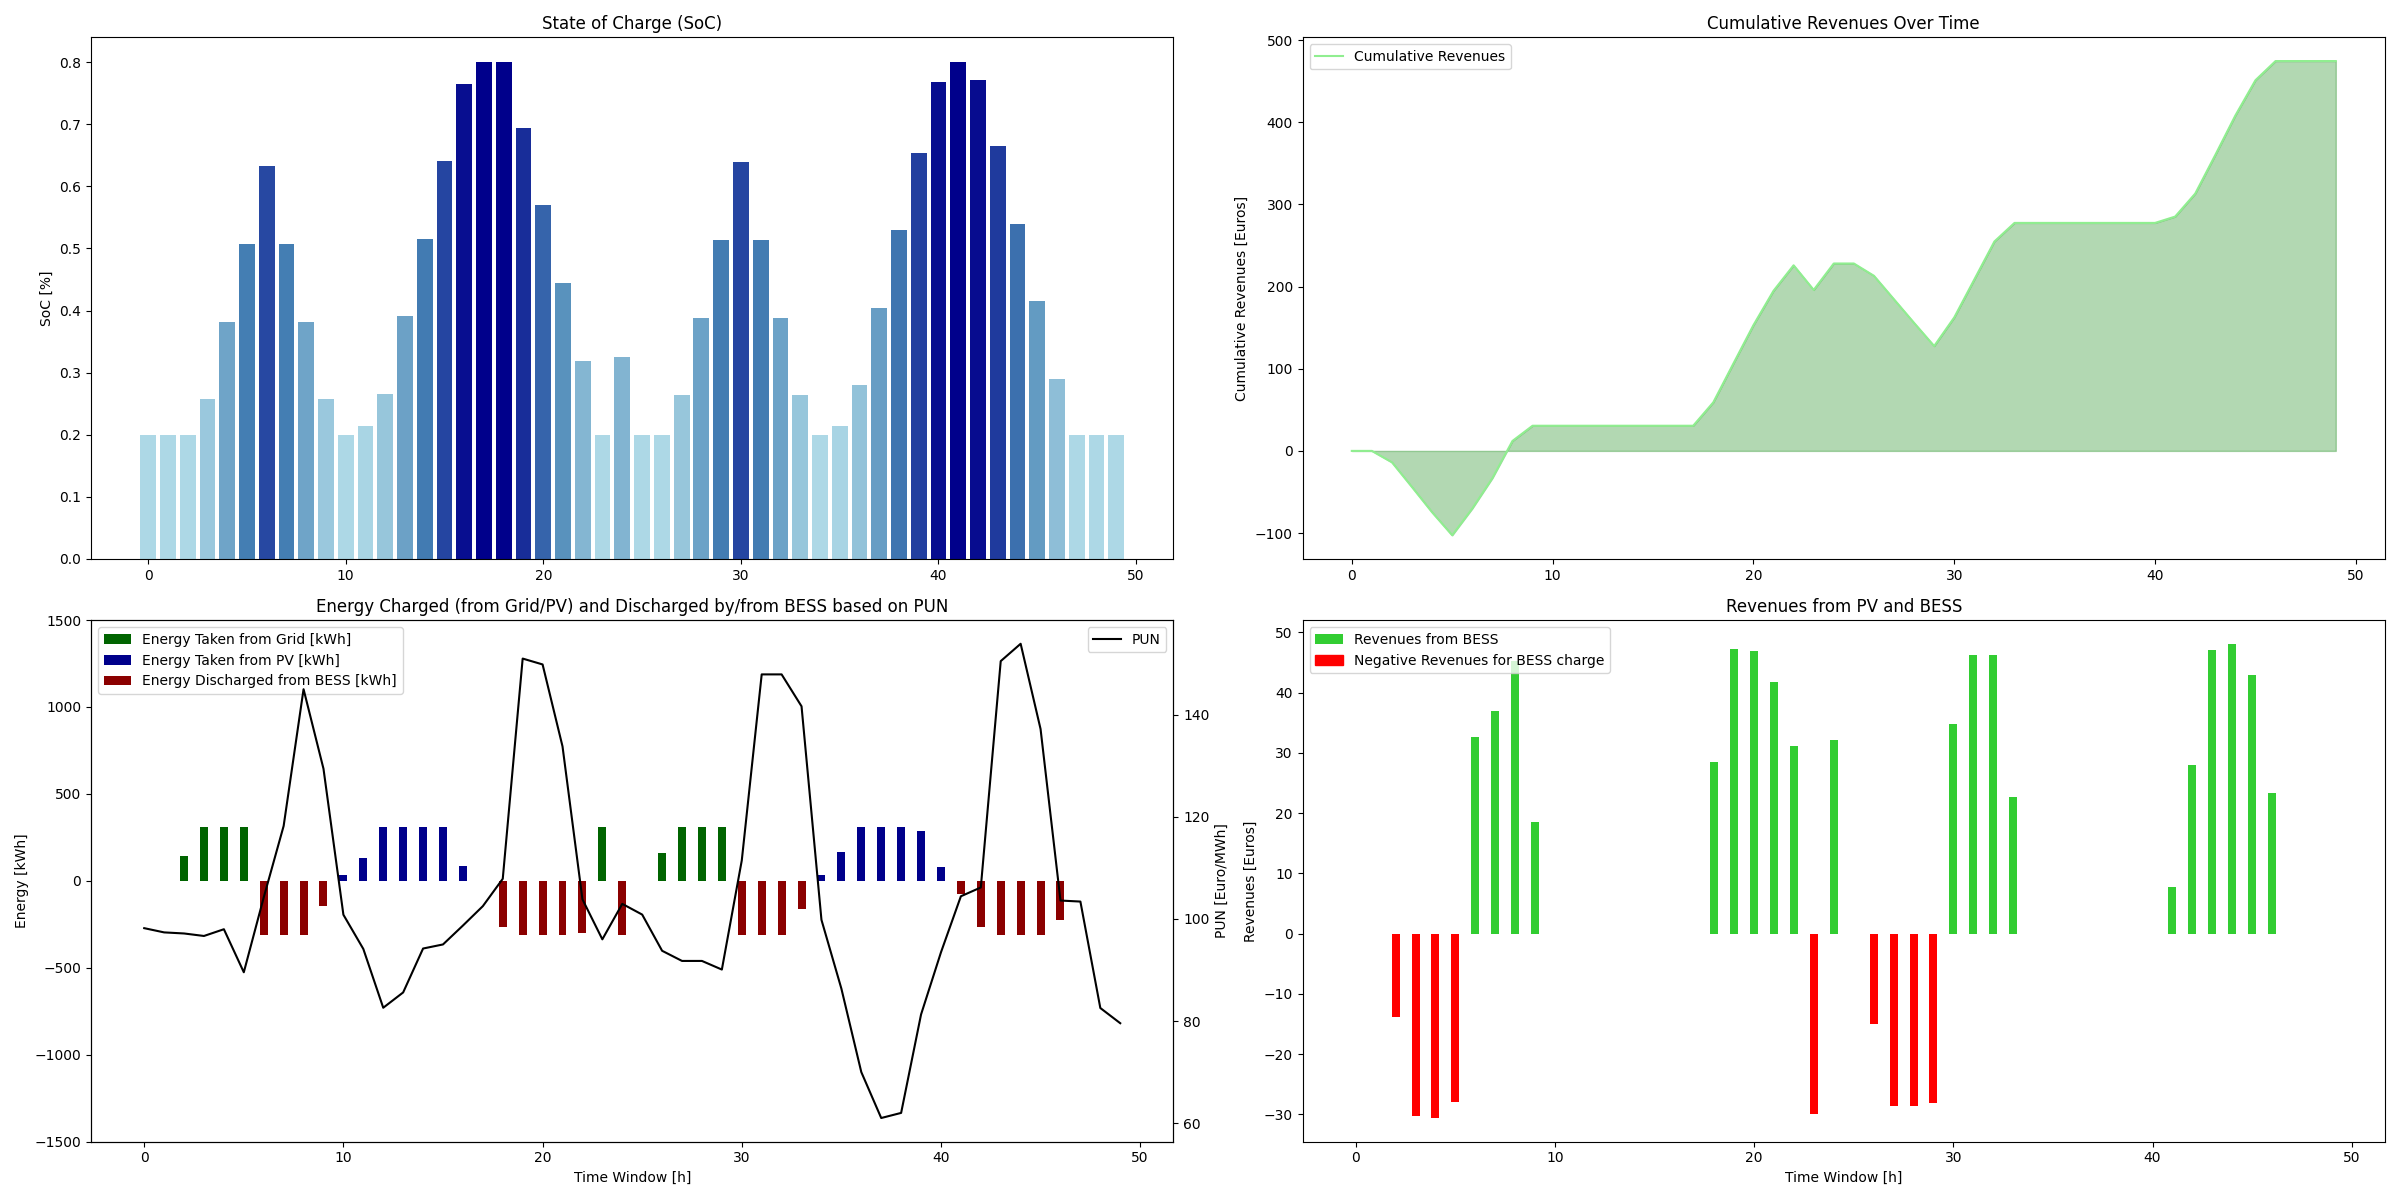 State of Charge (SoC)
SoC [%]
0.8
0.7
0.6
0.5
0.4
0.3
0.2
0.1
0.0
0 10 20 30 40 50
Cumulative Revenues Over Time
Cumulative Revenues
Cumulative Revenues [Euros]
500
400
300
200
100
0
−100
0 10 20 30 40 50
Energy Charged (from Grid/PV) and Discharged by/from BESS based on PUN
Energy Taken from Grid [kWh]
Energy Taken from PV [kWh]
Energy Discharged from BESS [kWh]
PUN
Energy [kWh]
1500
1000
500
0
−500
−1000
−1500
140
120
100
80
60
PUN [Euro/MWh]
0 10 20 30 40 50
Time Window [h]
Revenues from PV and BESS
Revenues from BESS
Negative Revenues for BESS charge
Revenues [Euros]
50
40
30
20
10
0
−10
−20
−30
0 10 20 30 40 50
Time Window [h]